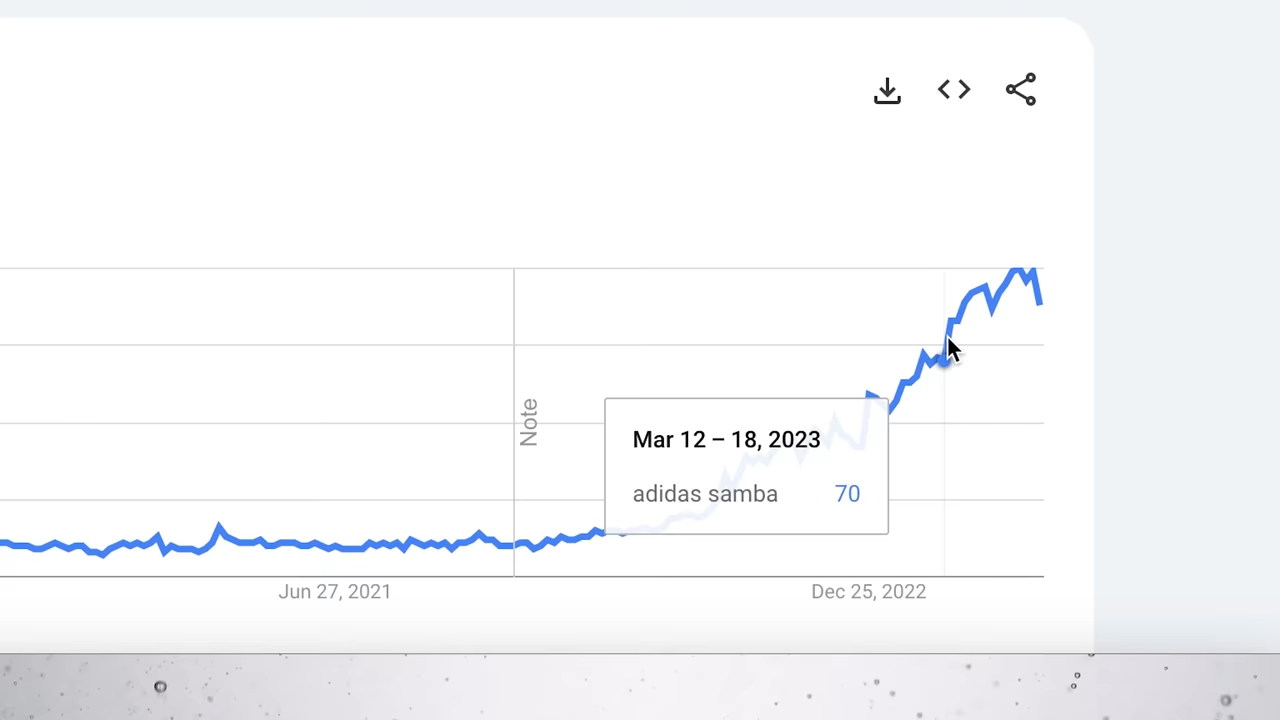 Note
Mar 12 – 18, 2023
adidas samba 70
Jun 27, 2021 Dec 25, 2022